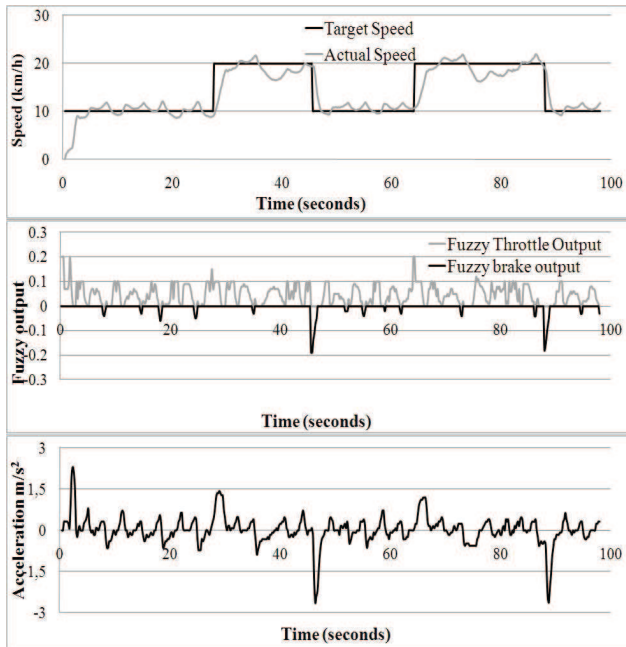 30
20
10
0
Speed (km/h)
Target Speed
Actual Speed
0 20 40 60 80 100
Time (seconds)
0.3
0.2
0.1
0
-0.1
-0.2
-0.3
Fuzzy output
Fuzzy Throttle Output
Fuzzy brake output
0 20 40 60 80 100
Time (seconds)
3
1,5
0
-1,5
-3
Acceleration m/s²
0 20 40 60 80 100
Time (seconds)